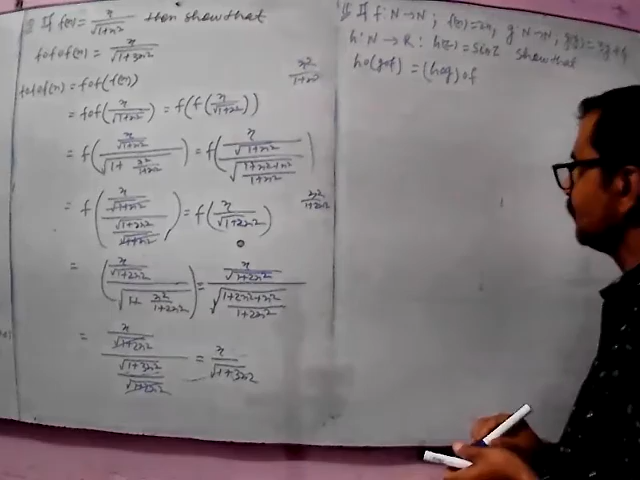 If f(x) = x/√(1+x²) then show that
fofof(x) = x/√(1+3x²)
fofof(x) = fof(f(x))
x²/(1+x²)
= fof(x/√(1+x²)) = f(f(x/√(1+x²)))
= f((x/√(1+x²))/√(1 + x²/(1+x²))) = f((x/√(1+x²))/√((1+x²+x²)/(1+x²)))
= f((x/√(1+x²))/(√(1+2x²)/√(1+x²))) = f(x/√(1+2x²))
x²/(1+2x²)
= ((x/√(1+2x²))/√(1 + x²/(1+2x²))) = (x/√(1+2x²))/√((1+2x²+x²)/(1+2x²))
= (x/√(1+2x²))/(√(1+3x²)/√(1+2x²)) = x/√(1+3x²)
If f: N→N; f(x)=2x, g: N→N,
h: N→R: h(z)=sin z show that
ho(gof) = (hog)of